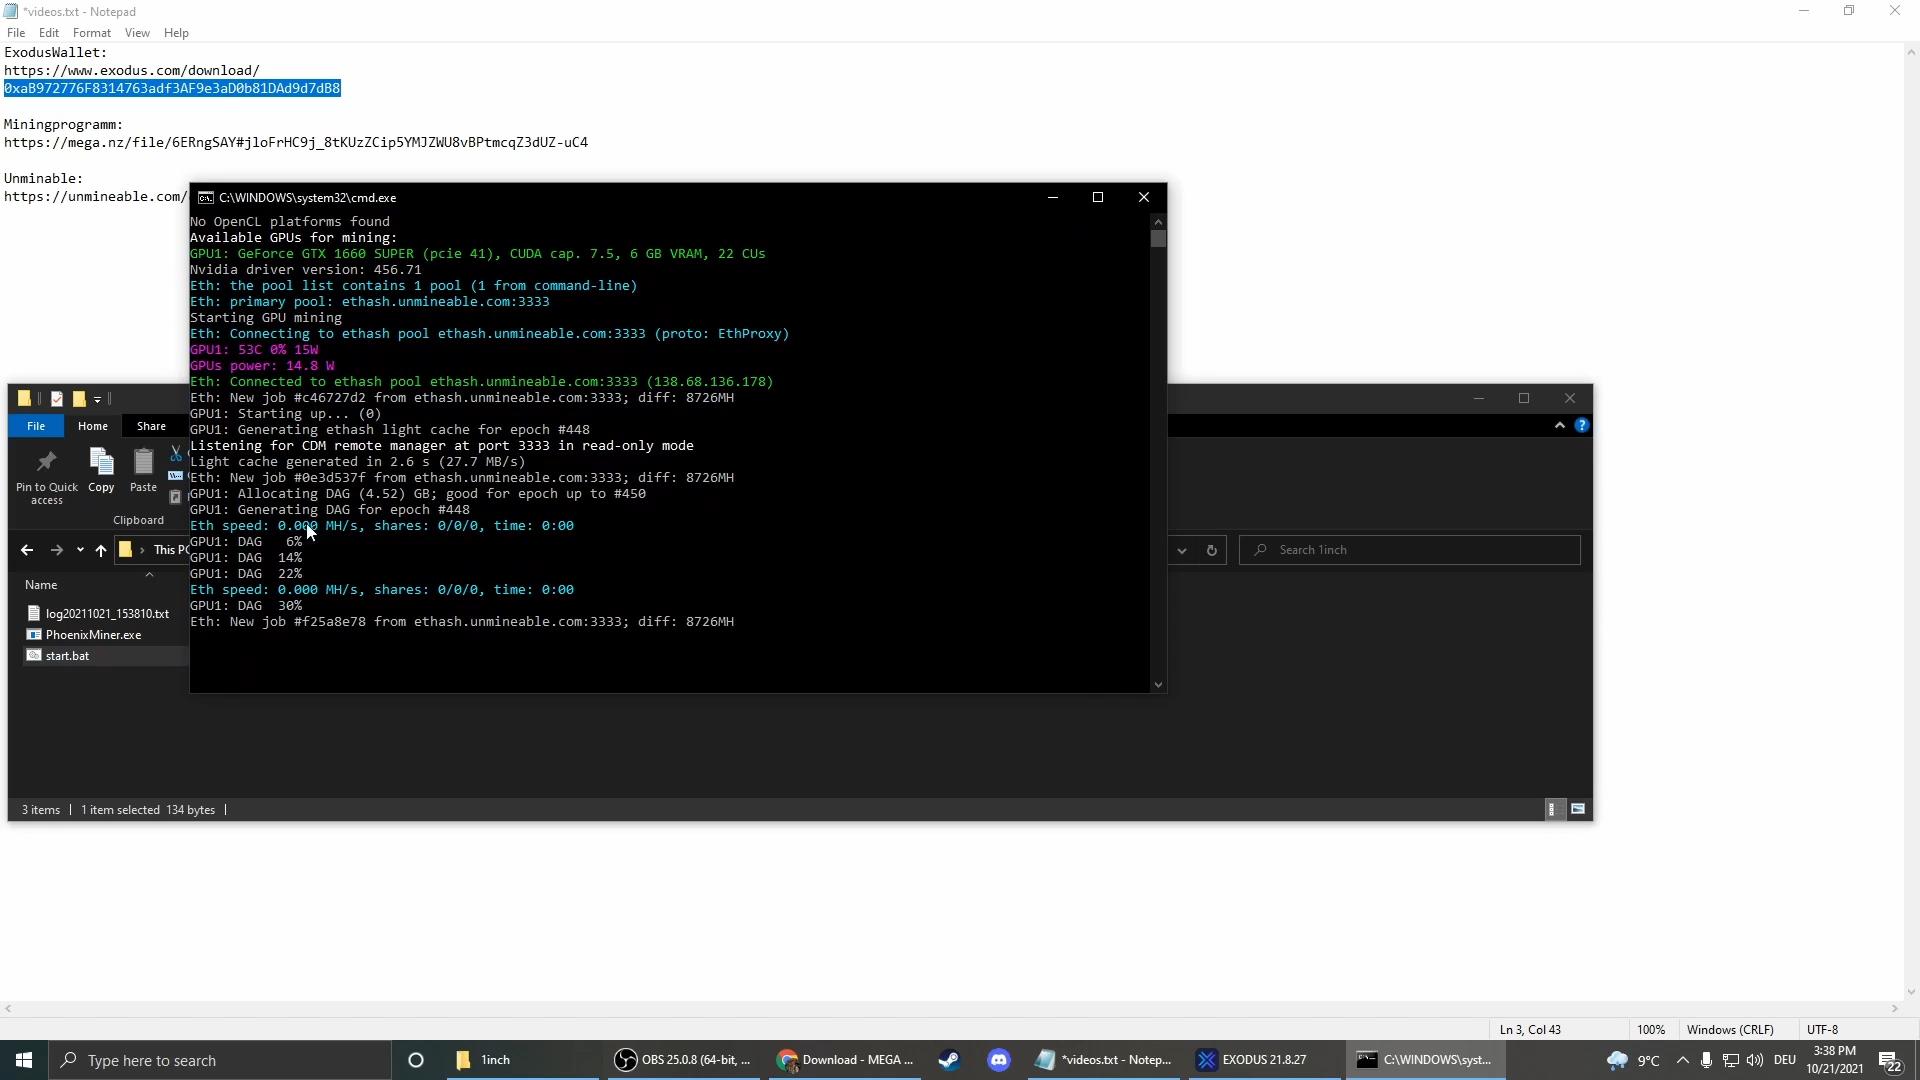 *videos.txt - Notepad
File Edit Format View Help
ExodusWallet:
https://www.exodus.com/download/
0xaB972776F8314763adf3AF9e3aD0b81DAd9d7dB8
Miningprogramm:
https://mega.nz/file/6ERngSAY#jloFrHC9j_8tKUzZCip5YMJZWU8vBPtmcqZ3dUZ-uC4
Unminable:
https://unmineable.com/
C:\WINDOWS\system32\cmd.exe
No OpenCL platforms found
Available GPUs for mining:
GPU1: GeForce GTX 1660 SUPER (pcie 41), CUDA cap. 7.5, 6 GB VRAM, 22 CUs
Nvidia driver version: 456.71
Eth: the pool list contains 1 pool (1 from command-line)
Eth: primary pool: ethash.unmineable.com:3333
Starting GPU mining
Eth: Connecting to ethash pool ethash.unmineable.com:3333 (proto: EthProxy)
GPU1: 53C 0% 15W
GPUs power: 14.8 W
Eth: Connected to ethash pool ethash.unmineable.com:3333 (138.68.136.178)
Eth: New job #c46727d2 from ethash.unmineable.com:3333; diff: 8726MH
GPU1: Starting up... (0)
GPU1: Generating ethash light cache for epoch #448
Listening for CDM remote manager at port 3333 in read-only mode
Light cache generated in 2.6 s (27.7 MB/s)
Eth: New job #0e3d537f from ethash.unmineable.com:3333; diff: 8726MH
GPU1: Allocating DAG (4.52) GB; good for epoch up to #450
GPU1: Generating DAG for epoch #448
Eth speed: 0.000 MH/s, shares: 0/0/0, time: 0:00
GPU1: DAG 6%
GPU1: DAG 14%
GPU1: DAG 22%
Eth speed: 0.000 MH/s, shares: 0/0/0, time: 0:00
GPU1: DAG 30%
Eth: New job #f25a8e78 from ethash.unmineable.com:3333; diff: 8726MH
File Home Share
Pin to Quick access
Copy
Paste
Clipboard
This PC
Search 1inch
Name
log20211021_153810.txt
PhoenixMiner.exe
start.bat
3 items 1 item selected 134 bytes
Ln 3, Col 43 100% Windows (CRLF) UTF-8
Type here to search
1inch
OBS 25.0.8 (64-bit, ...
Download - MEGA ...
*videos.txt - Notep...
EXODUS 21.8.27
C:\WINDOWS\syst...
9°C
DEU
3:38 PM
10/21/2021
22